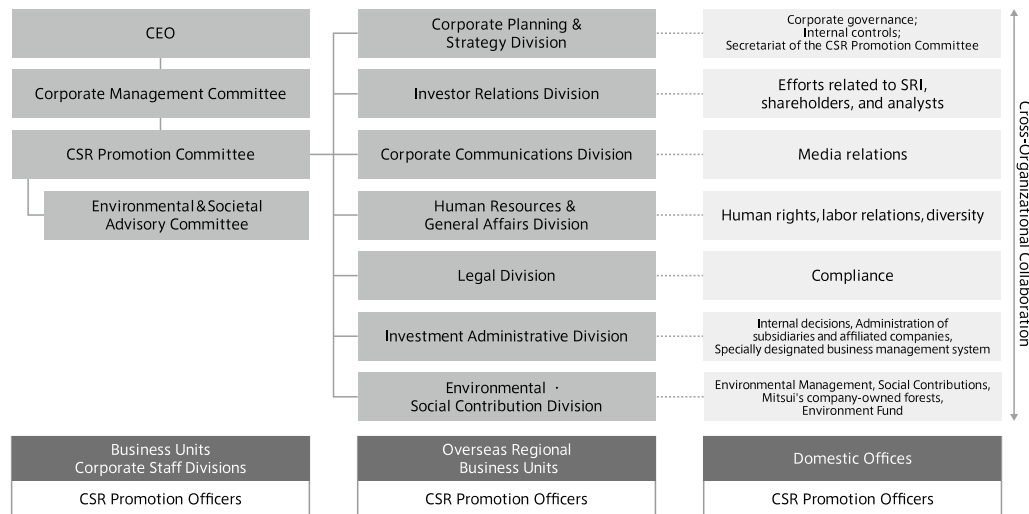 CEO
Corporate Management Committee
CSR Promotion Committee
Environmental & Societal
Advisory Committee
Corporate Planning &
Strategy Division
Investor Relations Division
Corporate Communications Division
Human Resources &
General Affairs Division
Legal Division
Investment Administrative Division
Environmental ·
Social Contribution Division
Corporate governance;
Internal controls;
Secretariat of the CSR Promotion Committee
Efforts related to SRI,
shareholders, and analysts
Media relations
Human rights, labor relations, diversity
Compliance
Internal decisions, Administration of
subsidiaries and affiliated companies,
Specially designated business management system
Environmental Management, Social Contributions,
Mitsui's company-owned forests,
Environment Fund
Cross-Organizational Collaboration
Business Units
Corporate Staff Divisions
CSR Promotion Officers
Overseas Regional
Business Units
CSR Promotion Officers
Domestic Offices
CSR Promotion Officers